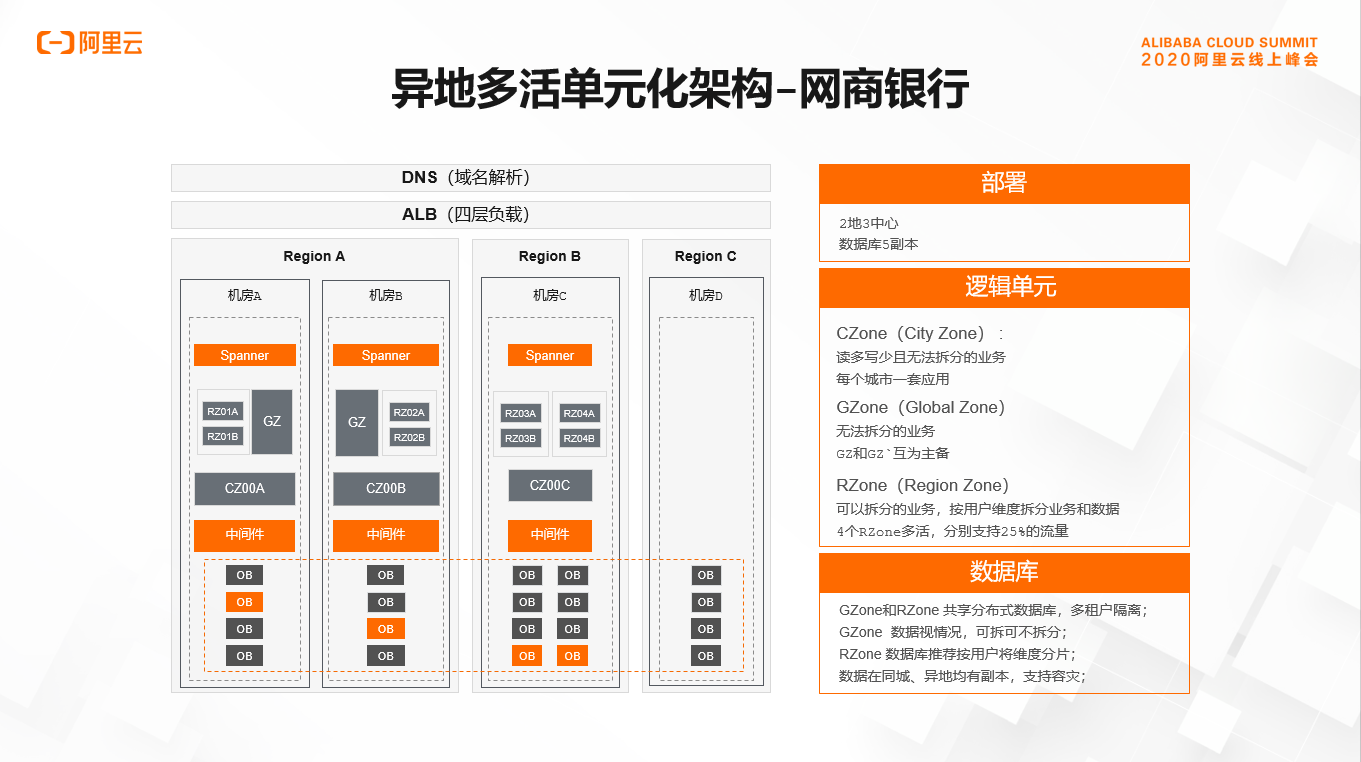 阿里云
ALIBABA CLOUD SUMMIT
2020阿里云线上峰会
异地多活单元化架构-网商银行
DNS（域名解析）
ALB（四层负载）
Region A
机房A
Spanner
RZ01A
RZ01B
GZ
CZ00A
中间件
OB
OB
OB
OB
机房B
Spanner
GZ
RZ02A
RZ02B
CZ00B
中间件
OB
OB
OB
OB
Region B
机房C
Spanner
RZ03A
RZ04A
RZ03B
RZ04B
CZ00C
中间件
OB OB
OB OB
OB OB
OB OB
Region C
机房D
OB
OB
OB
OB
部署
2地3中心
数据库5副本
逻辑单元
CZone（City Zone）：
读多写少且无法拆分的业务
每个城市一套应用
GZone（Global Zone）
无法拆分的业务
GZ和GZ`互为主备
RZone（Region Zone）
可以拆分的业务，按用户维度拆分业务和数据
4个RZone多活，分别支持25%的流量
数据库
GZone和RZone 共享分布式数据库，多租户隔离；
GZone 数据视情况，可拆可不拆分；
RZone 数据库推荐按用户将维度分片；
数据在同城、异地均有副本，支持容灾；